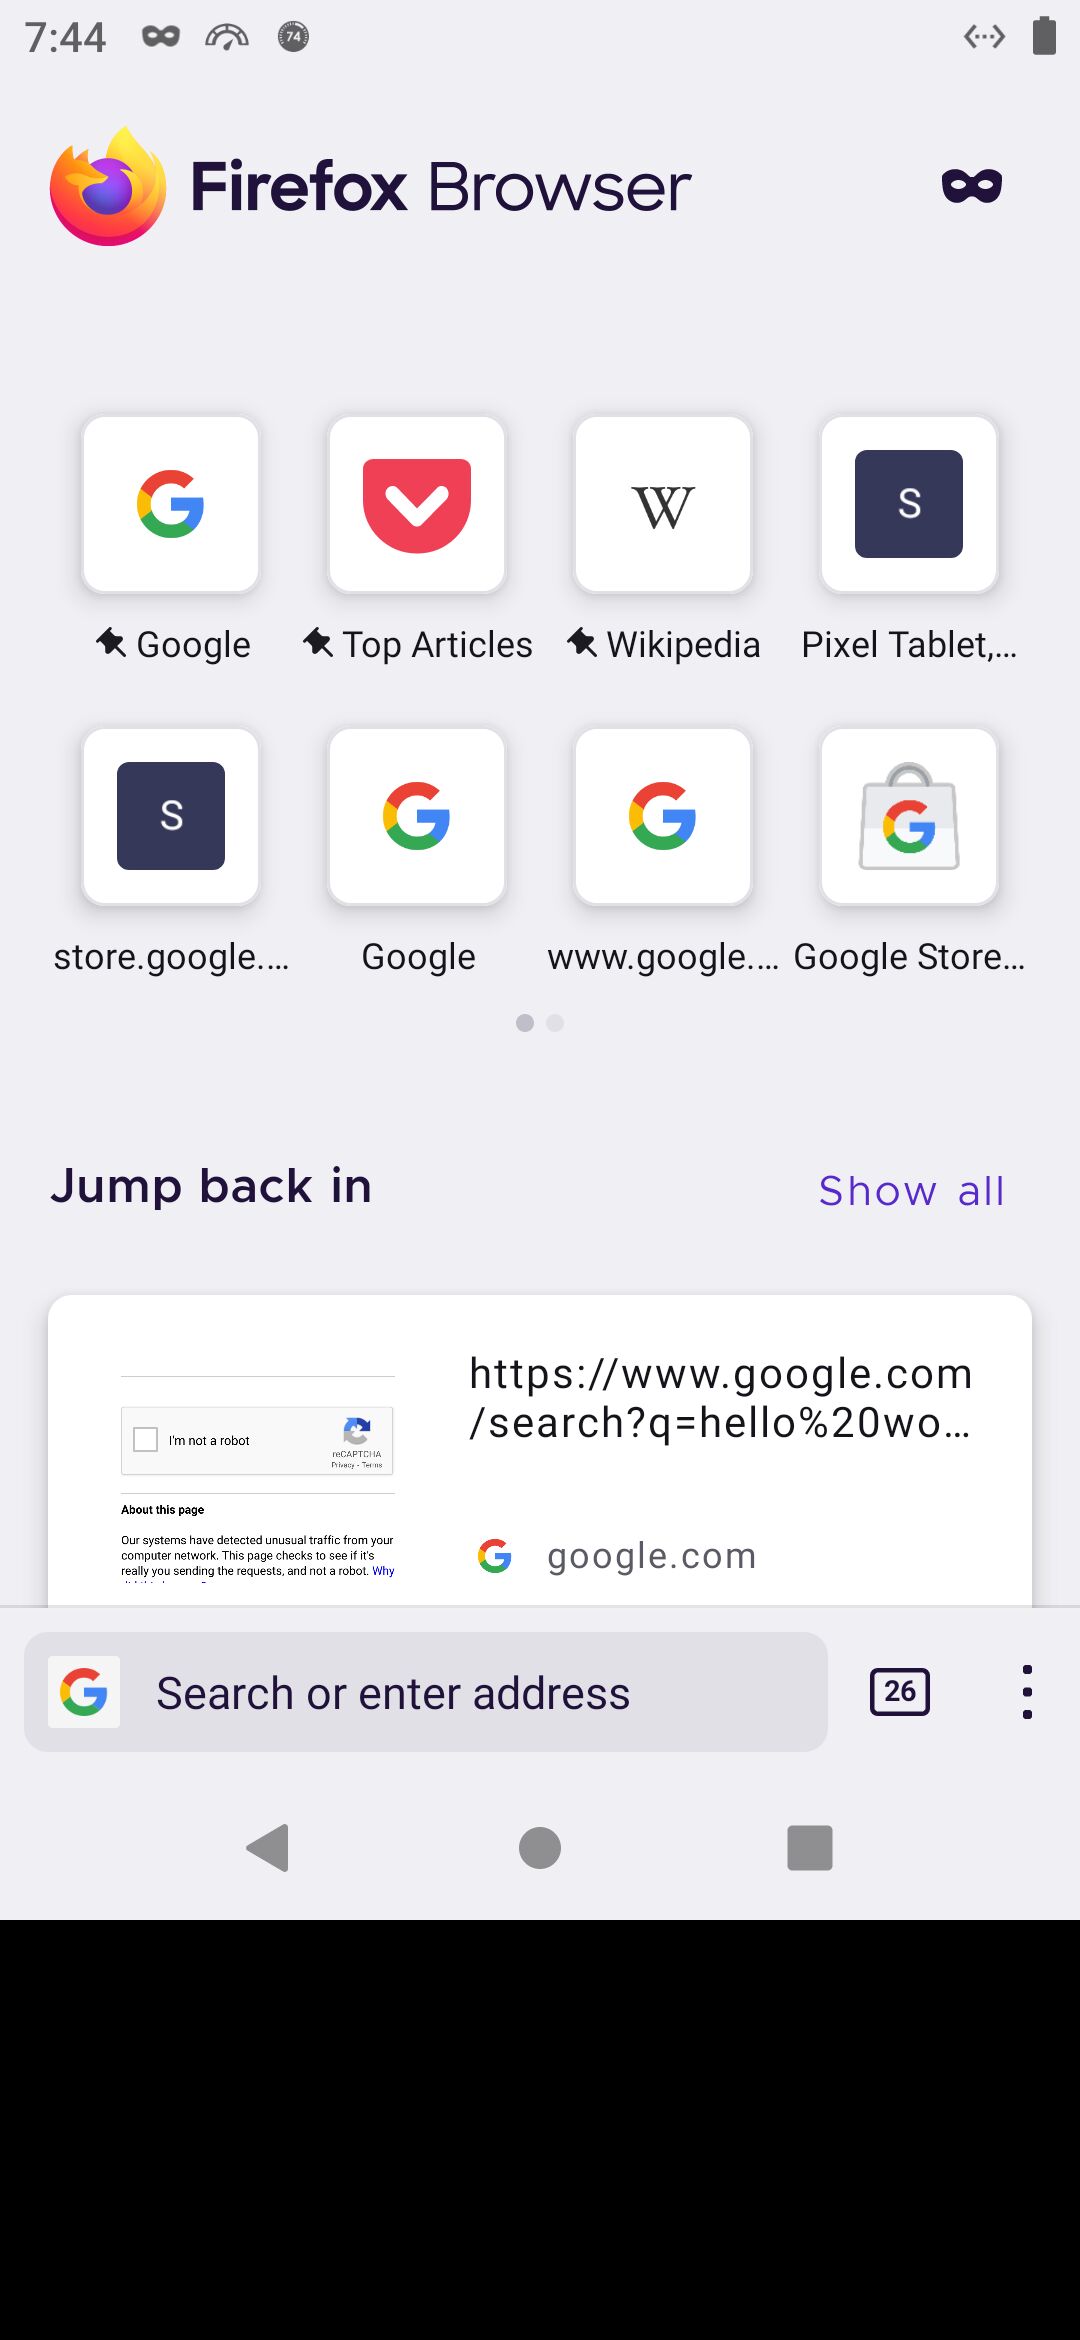 7:44
74
Firefox Browser
S
Google
Top Articles
Wikipedia
Pixel Tablet,...
S
store.google....
Google
www.google....
Google Store...
Jump back in
Show all
https://www.google.com
/search?q=hello%20wo...
I'm not a robot
reCAPTCHA
Privacy - Terms
About this page
Our systems have detected unusual traffic from your
computer network. This page checks to see if it's
really you sending the requests, and not a robot. Why
google.com
Search or enter address
26